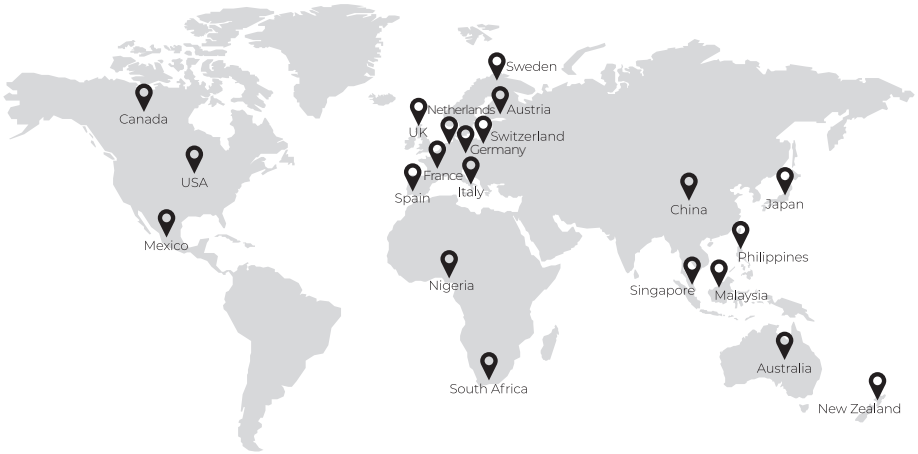 Sweden
Netherlands
Austria
Canada
UK
Switzerland
Germany
France
USA
Italy
Spain
China
Japan
Mexico
Philippines
Nigeria
Singapore
Malaysia
Australia
South Africa
New Zealand